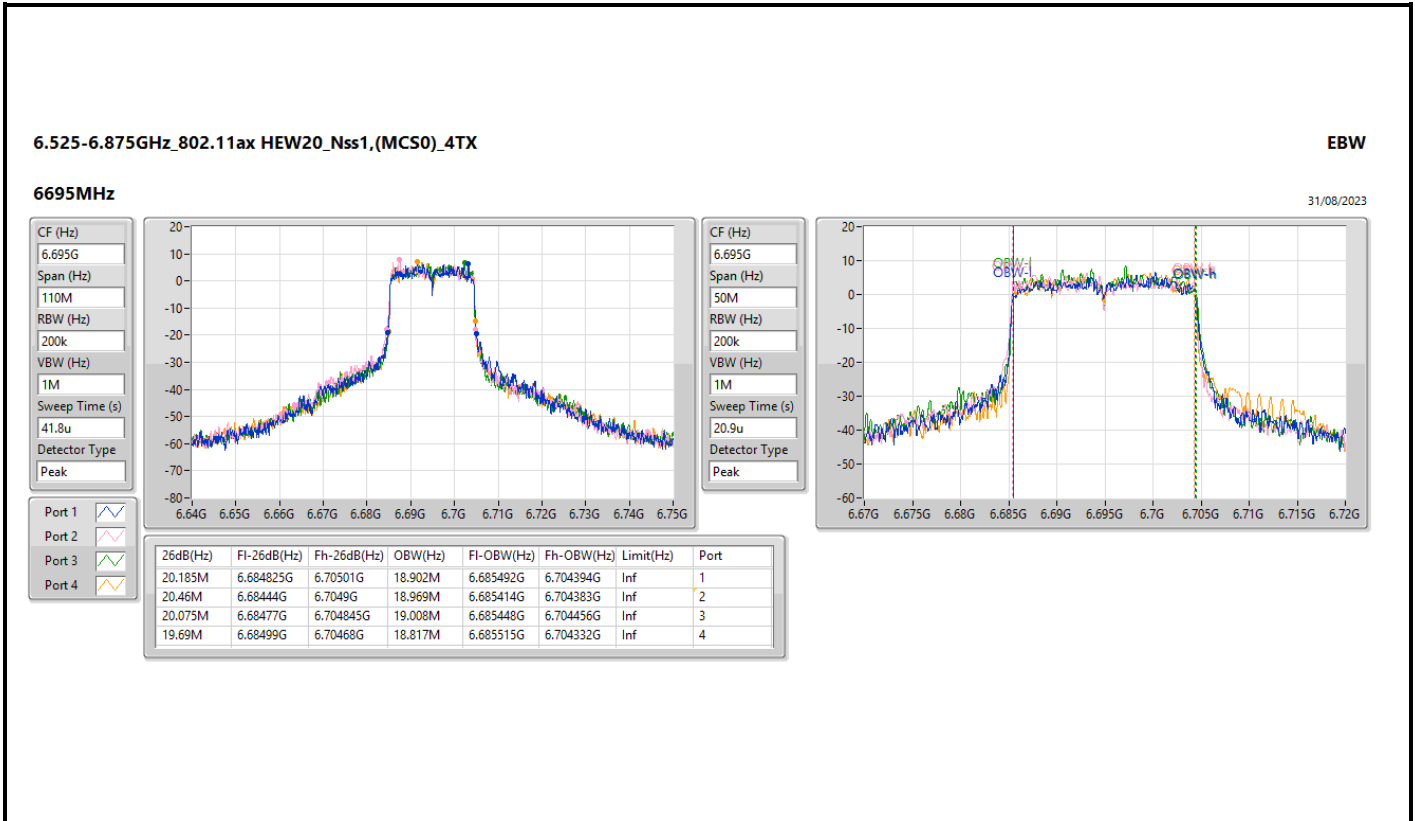 6.525-6.875GHz_802.11ax HEW20_Nss1,(MCS0)_4TX EBW
6695MHz
31/08/2023
CF (Hz)
6.695G
Span (Hz)
110M
RBW (Hz)
200k
VBW (Hz)
1M
Sweep Time (s)
41.8u
Detector Type
Peak
20
10
0
-10
-20
-30
-40
-50
-60
-70
-80
6.64G 6.65G 6.66G 6.67G 6.68G 6.69G 6.7G 6.71G 6.72G 6.73G 6.74G 6.75G
CF (Hz)
6.695G
Span (Hz)
50M
RBW (Hz)
200k
VBW (Hz)
1M
Sweep Time (s)
20.9u
Detector Type
Peak
20
10
0
-10
-20
-30
-40
-50
-60
OBW-l
OBW-h
6.67G 6.675G 6.68G 6.685G 6.69G 6.695G 6.7G 6.705G 6.71G 6.715G 6.72G
Port 1
Port 2
Port 3
Port 4
26dB(Hz) Fl-26dB(Hz) Fh-26dB(Hz) OBW(Hz) Fl-OBW(Hz) Fh-OBW(Hz) Limit(Hz) Port
20.185M 6.684825G 6.70501G 18.902M 6.685492G 6.704394G Inf 1
20.46M 6.68444G 6.7049G 18.969M 6.685414G 6.704383G Inf 2
20.075M 6.68477G 6.704845G 19.008M 6.685448G 6.704456G Inf 3
19.69M 6.68499G 6.70468G 18.817M 6.685515G 6.704332G Inf 4